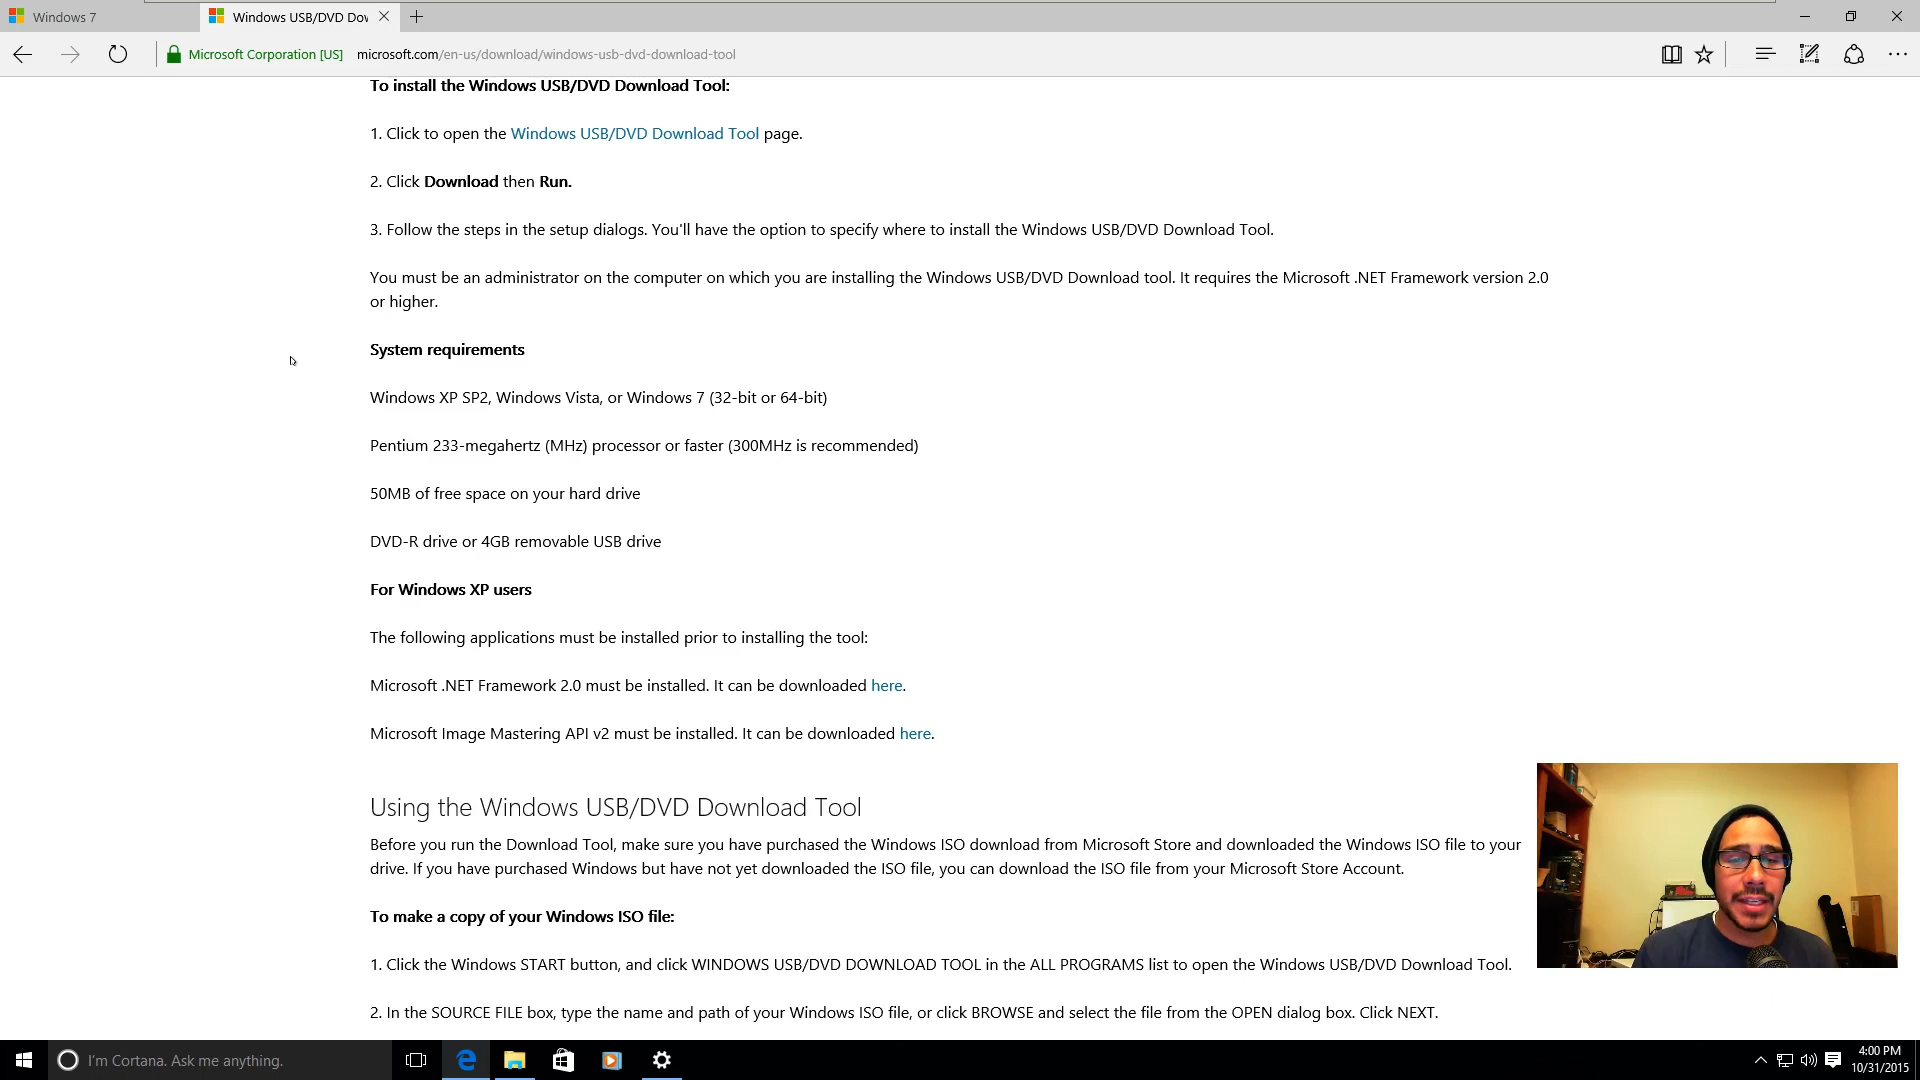 Windows 7
Windows USB/DVD Dov
Microsoft Corporation [US] microsoft.com/en-us/download/windows-usb-dvd-download-tool
To install the Windows USB/DVD Download Tool:
1. Click to open the Windows USB/DVD Download Tool page.
2. Click Download then Run.
3. Follow the steps in the setup dialogs. You'll have the option to specify where to install the Windows USB/DVD Download Tool.
You must be an administrator on the computer on which you are installing the Windows USB/DVD Download tool. It requires the Microsoft .NET Framework version 2.0
or higher.
System requirements
Windows XP SP2, Windows Vista, or Windows 7 (32-bit or 64-bit)
Pentium 233-megahertz (MHz) processor or faster (300MHz is recommended)
50MB of free space on your hard drive
DVD-R drive or 4GB removable USB drive
For Windows XP users
The following applications must be installed prior to installing the tool:
Microsoft .NET Framework 2.0 must be installed. It can be downloaded here.
Microsoft Image Mastering API v2 must be installed. It can be downloaded here.
Using the Windows USB/DVD Download Tool
Before you run the Download Tool, make sure you have purchased the Windows ISO download from Microsoft Store and downloaded the Windows ISO file to your
drive. If you have purchased Windows but have not yet downloaded the ISO file, you can download the ISO file from your Microsoft Store Account.
To make a copy of your Windows ISO file:
1. Click the Windows START button, and click WINDOWS USB/DVD DOWNLOAD TOOL in the ALL PROGRAMS list to open the Windows USB/DVD Download Tool.
2. In the SOURCE FILE box, type the name and path of your Windows ISO file, or click BROWSE and select the file from the OPEN dialog box. Click NEXT.
I'm Cortana. Ask me anything.
4:00 PM
10/31/2015